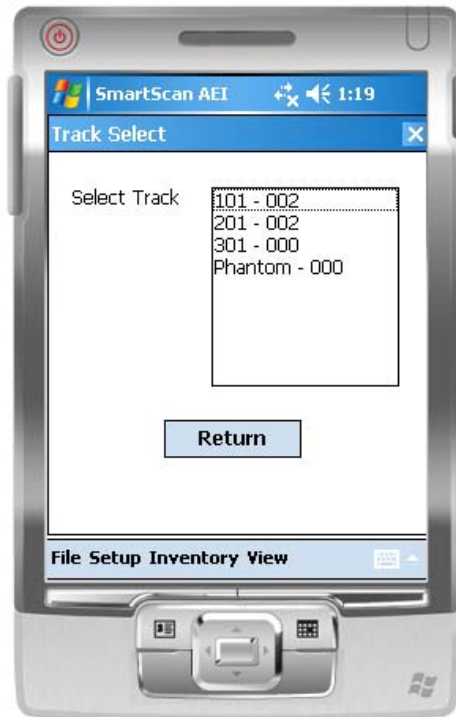 SmartScan AEI 1:19
Track Select
Select Track
101 - 002
201 - 002
301 - 000
Phantom - 000
Return
File Setup Inventory View